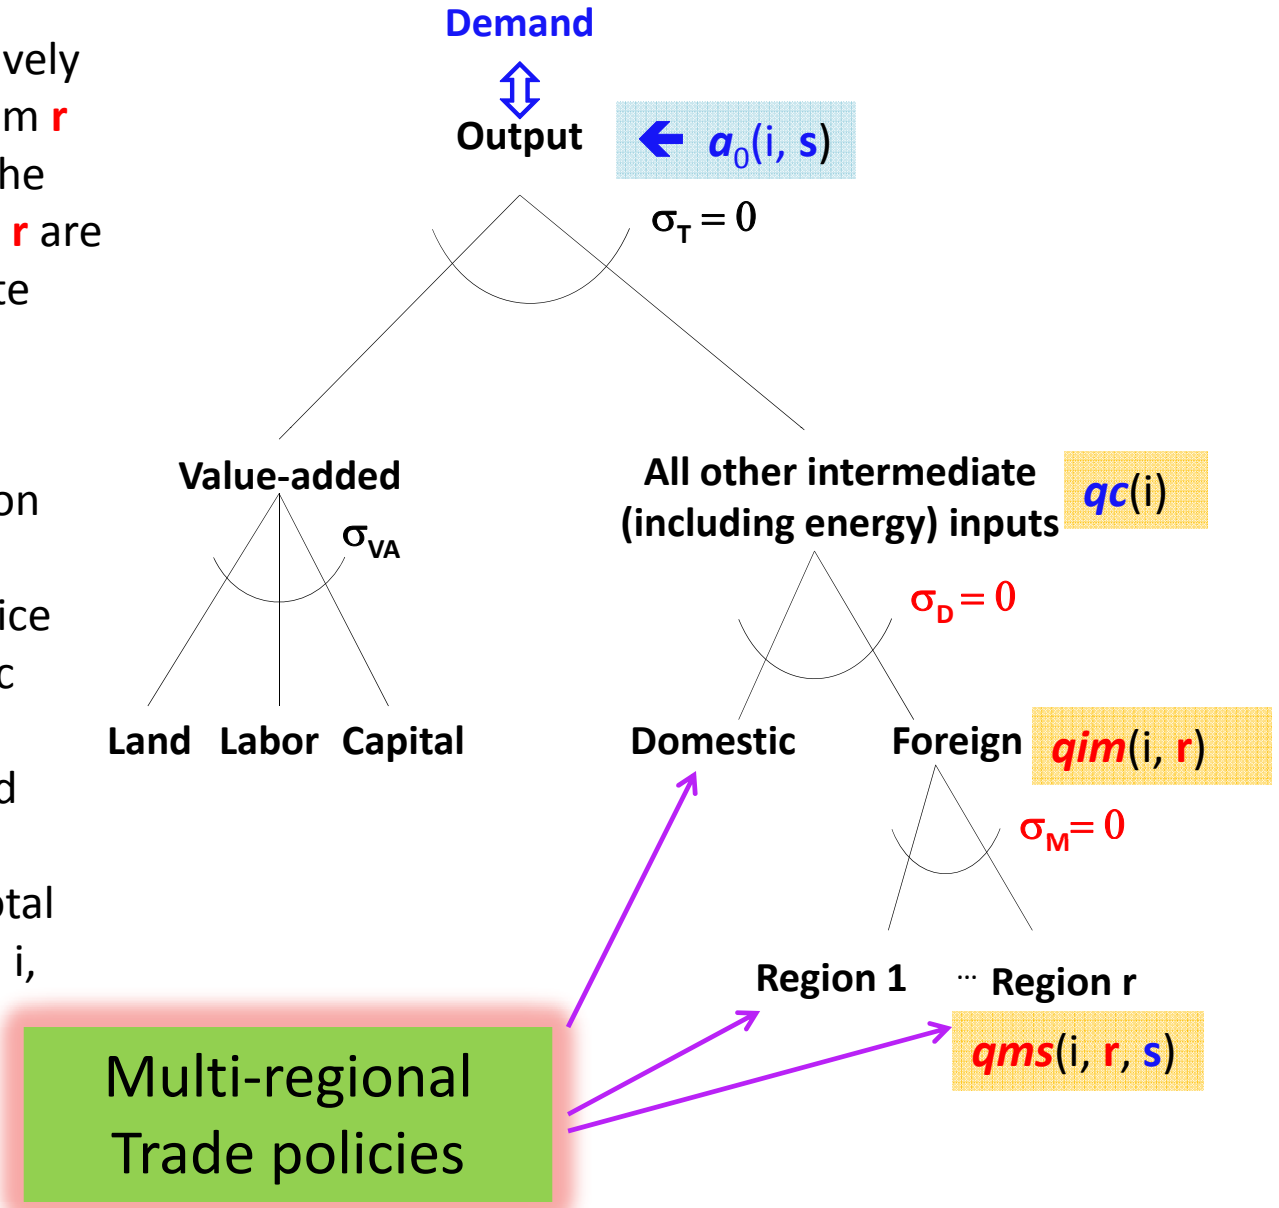 vely
m r
he
r are
te
on
ice
c
d
otal
i,
Demand
Output
a₀(i, s)
σT = 0
Value-added
σVA
Land Labor Capital
All other intermediate
(including energy) inputs
qc(i)
σD = 0
Domestic
Foreign
qim(i, r)
σM = 0
Region 1 ... Region r
qms(i, r, s)
Multi-regional
Trade policies